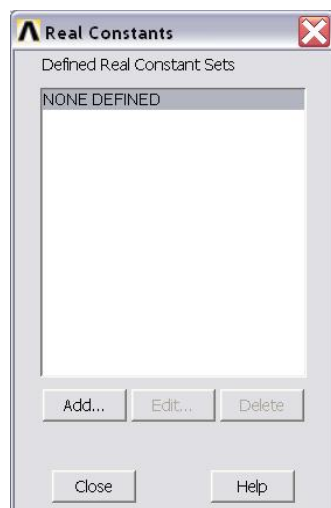 Real Constants
Defined Real Constant Sets
NONE DEFINED
Add... Edit... Delete
Close Help